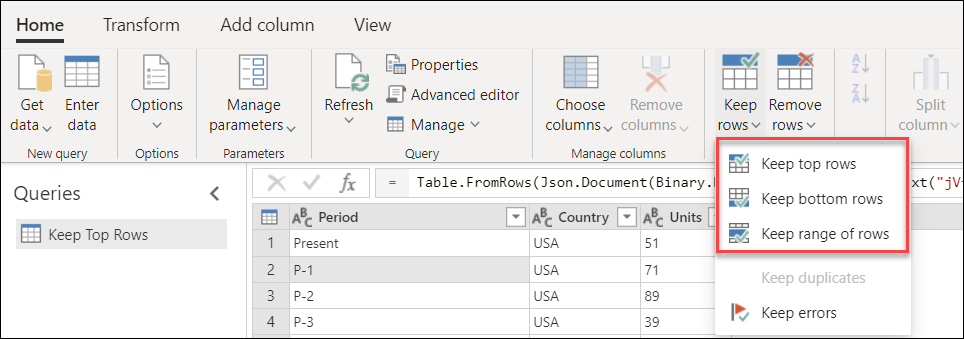 Home Transform Add column View
Get data
Enter data
Options
Manage parameters
Refresh
Properties
Advanced editor
Manage
Choose columns
Remove columns
Keep rows
Remove rows
A
Z
Z
A
Split column
New query Options Parameters Query Manage columns
Keep top rows
Keep bottom rows
Keep range of rows
Keep duplicates
Keep errors
Queries
Keep Top Rows
fx
= Table.FromRows(Json.Document(Binary. xt("jV
ABC Period ABC Country ABC Units
1 Present USA 51
2 P-1 USA 71
3 P-2 USA 89
4 P-3 USA 39